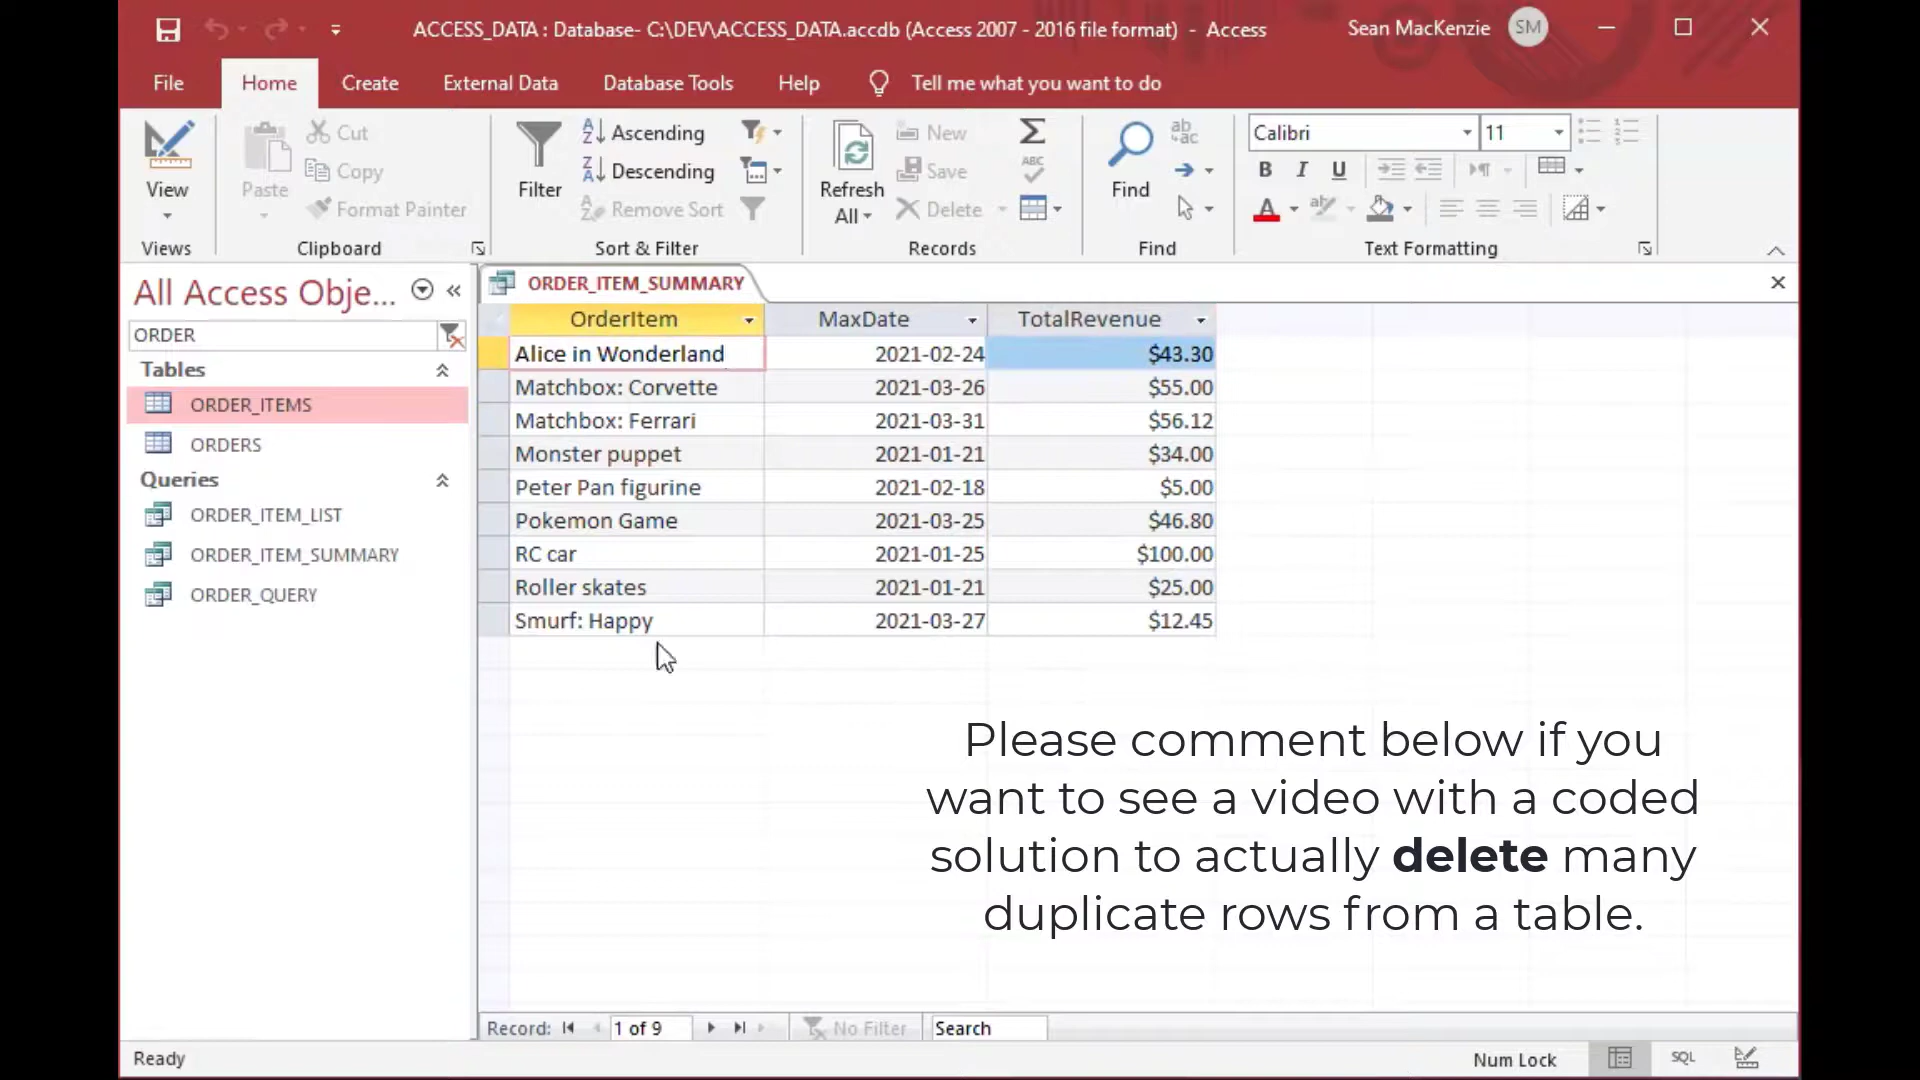 ACCESS_DATA : Database- C:\DEV\ACCESS_DATA.accdb (Access 2007 - 2016 file format) - Access
Sean MacKenzie SM
File Home Create External Data Database Tools Help Tell me what you want to do
View
Views
Paste
Cut
Copy
Format Painter
Clipboard
Filter
Ascending
Descending
Remove Sort
Sort & Filter
Refresh
All
New
Save
Delete
Records
Find
Find
Calibri 11
B I U
Text Formatting
All Access Obje...
ORDER
Tables
ORDER_ITEMS
ORDERS
Queries
ORDER_ITEM_LIST
ORDER_ITEM_SUMMARY
ORDER_QUERY
ORDER_ITEM_SUMMARY
OrderItem MaxDate TotalRevenue
Alice in Wonderland 2021-02-24 $43.30
Matchbox: Corvette 2021-03-26 $55.00
Matchbox: Ferrari 2021-03-31 $56.12
Monster puppet 2021-01-21 $34.00
Peter Pan figurine 2021-02-18 $5.00
Pokemon Game 2021-03-25 $46.80
RC car 2021-01-25 $100.00
Roller skates 2021-01-21 $25.00
Smurf: Happy 2021-03-27 $12.45
Please comment below if you
want to see a video with a coded
solution to actually delete many
duplicate rows from a table.
Record: 1 of 9 No Filter Search
Ready
Num Lock
SQL